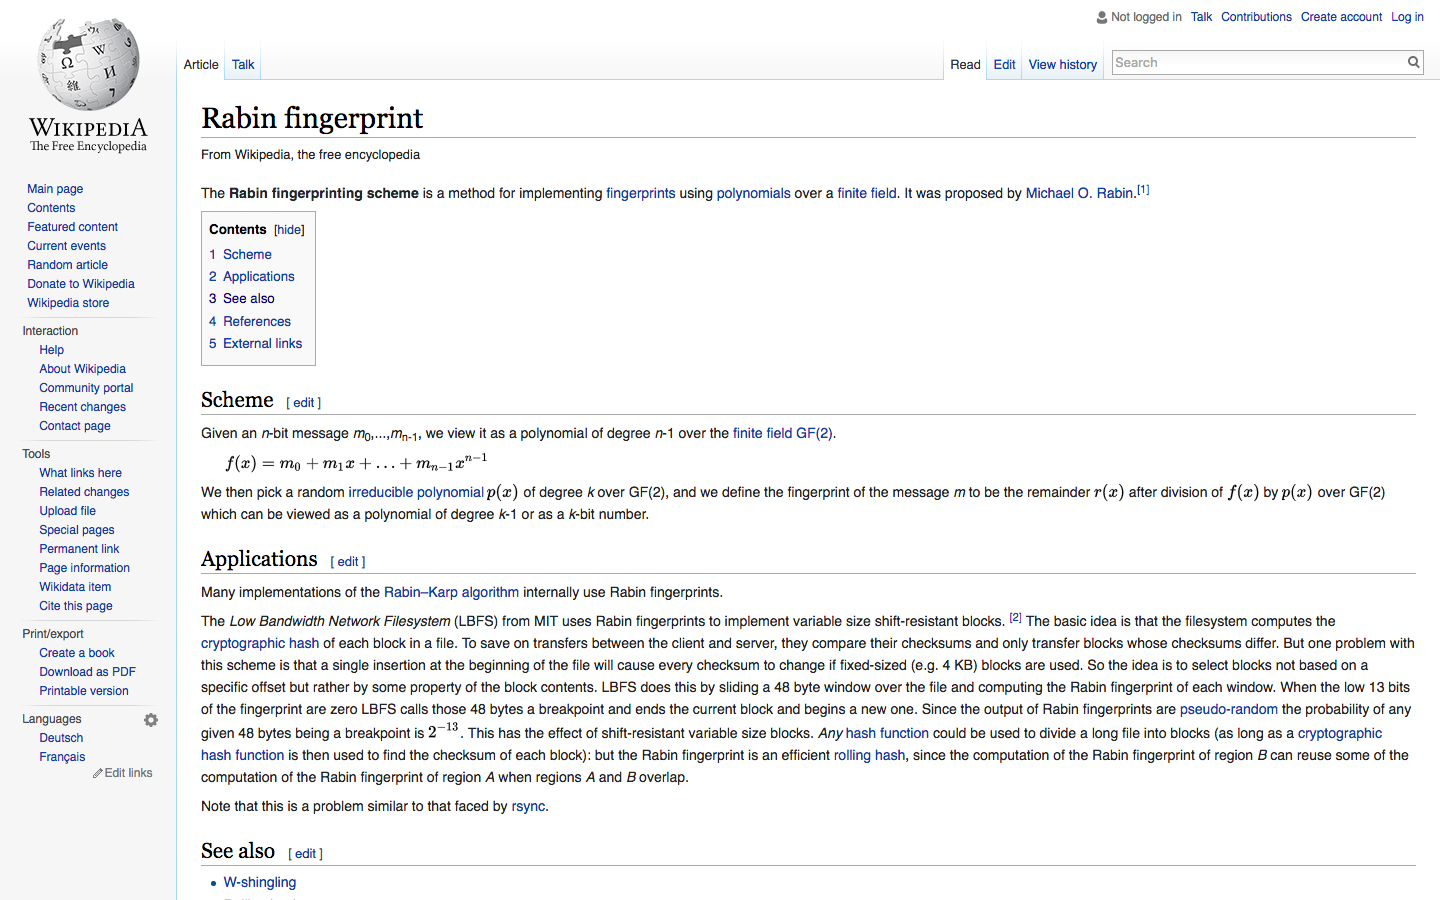 Not logged in Talk Contributions Create account Log in
Article Talk Read Edit View history Search
WIKIPEDIA
The Free Encyclopedia
Main page
Contents
Featured content
Current events
Random article
Donate to Wikipedia
Wikipedia store
Interaction
Help
About Wikipedia
Community portal
Recent changes
Contact page
Tools
What links here
Related changes
Upload file
Special pages
Permanent link
Page information
Wikidata item
Cite this page
Print/export
Create a book
Download as PDF
Printable version
Languages
Deutsch
Français
Edit links
Rabin fingerprint
From Wikipedia, the free encyclopedia
The Rabin fingerprinting scheme is a method for implementing fingerprints using polynomials over a finite field. It was proposed by Michael O. Rabin.[1]
Contents [hide]
1 Scheme
2 Applications
3 See also
4 References
5 External links
Scheme [ edit ]
Given an n-bit message m0,...,mn-1, we view it as a polynomial of degree n-1 over the finite field GF(2).
f(x) = m0 + m1x + … + mn−1x^n−1
We then pick a random irreducible polynomial p(x) of degree k over GF(2), and we define the fingerprint of the message m to be the remainder r(x) after division of f(x) by p(x) over GF(2)
which can be viewed as a polynomial of degree k-1 or as a k-bit number.
Applications [ edit ]
Many implementations of the Rabin–Karp algorithm internally use Rabin fingerprints.
The Low Bandwidth Network Filesystem (LBFS) from MIT uses Rabin fingerprints to implement variable size shift-resistant blocks. [2] The basic idea is that the filesystem computes the
cryptographic hash of each block in a file. To save on transfers between the client and server, they compare their checksums and only transfer blocks whose checksums differ. But one problem with
this scheme is that a single insertion at the beginning of the file will cause every checksum to change if fixed-sized (e.g. 4 KB) blocks are used. So the idea is to select blocks not based on a
specific offset but rather by some property of the block contents. LBFS does this by sliding a 48 byte window over the file and computing the Rabin fingerprint of each window. When the low 13 bits
of the fingerprint are zero LBFS calls those 48 bytes a breakpoint and ends the current block and begins a new one. Since the output of Rabin fingerprints are pseudo-random the probability of any
given 48 bytes being a breakpoint is 2^−13. This has the effect of shift-resistant variable size blocks. Any hash function could be used to divide a long file into blocks (as long as a cryptographic
hash function is then used to find the checksum of each block): but the Rabin fingerprint is an efficient rolling hash, since the computation of the Rabin fingerprint of region B can reuse some of the
computation of the Rabin fingerprint of region A when regions A and B overlap.
Note that this is a problem similar to that faced by rsync.
See also [ edit ]
W-shingling